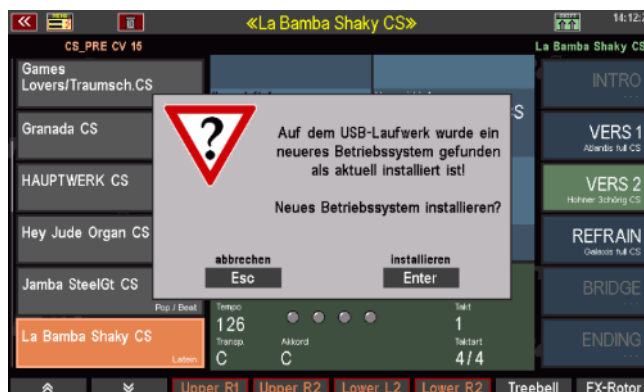 «La Bamba Shaky CS»
14:12:2
CS_PRE CV 15
La Bamba Shaky CS
Games
Lovers/Traumsch.CS
Granada CS
HAUPTWERK CS
Hey Jude Organ CS
Jamba SteelGt CS
Pop / Beat
La Bamba Shaky CS
Latein
Auf dem USB-Laufwerk wurde ein
neueres Betriebssystem gefunden
als aktuell installiert ist!
Neues Betriebssystem installieren?
abbrechen
installieren
Esc
Enter
-S
Tempo
126
Takt
1
Transp.
C
Akkord
C
Taktart
4/4
INTRO
VERS 1
Atlantis full CS
VERS 2
Hohner 3chörig CS
REFRAIN
Galaxis full CS
BRIDGE
ENDING
Upper R1
Upper R2
Lower L2
Lower R2
Treebell
FX-Rotor